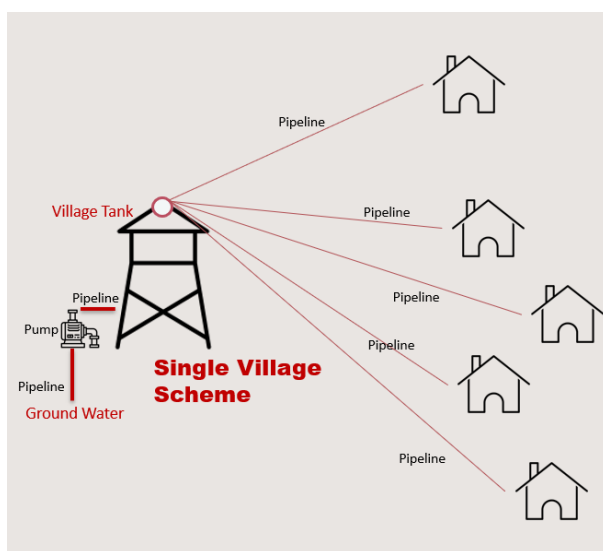 Pipeline
Village Tank
Pipeline
Pipeline
Pipeline
Pump
Pipeline
Single Village
Scheme
Pipeline
Ground Water
Pipeline